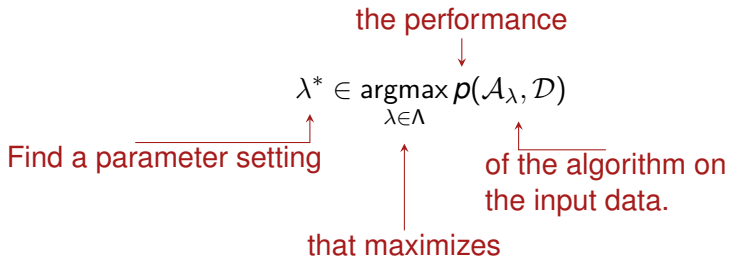 the performance
λ* ∈ argmax p(A_λ, D)
λ∈Λ
Find a parameter setting
of the algorithm on
the input data.
that maximizes